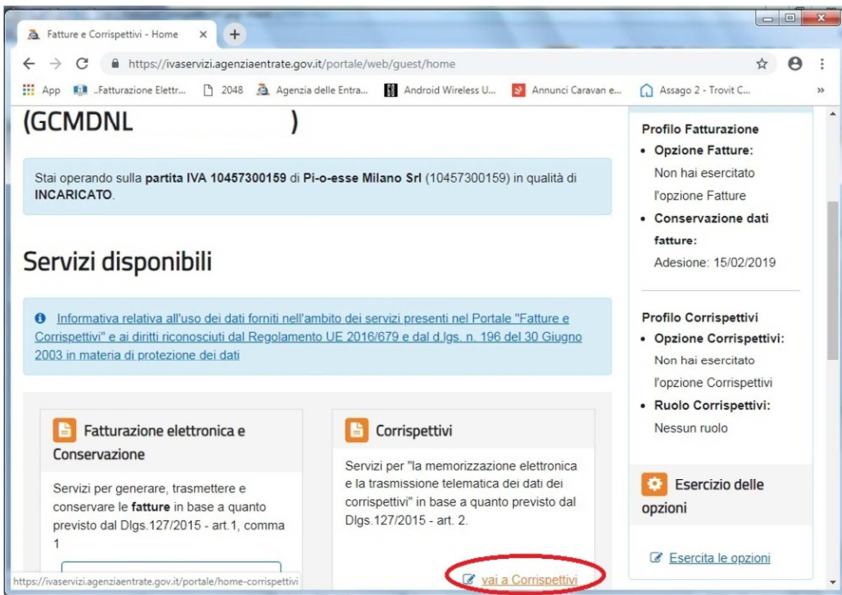 Fatture e Corrispettivi - Home
https://ivaservizi.agenziaentrate.gov.it/portale/web/guest/home
App
..Fatturazione Elettr...
2048
Agenzia delle Entra...
Android Wireless U...
Annunci Caravan e...
Assago 2 - Trovit C...
(GCMDNL )
Stai operando sulla partita IVA 10457300159 di Pi-o-esse Milano Srl (10457300159) in qualità di
INCARICATO.
Servizi disponibili
Informativa relativa all'uso dei dati forniti nell'ambito dei servizi presenti nel Portale "Fatture e
Corrispettivi" e ai diritti riconosciuti dal Regolamento UE 2016/679 e dal d.lgs. n. 196 del 30 Giugno
2003 in materia di protezione dei dati
Fatturazione elettronica e
Conservazione
Servizi per generare, trasmettere e
conservare le fatture in base a quanto
previsto dal Dlgs.127/2015 - art.1, comma
1
Corrispettivi
Servizi per "la memorizzazione elettronica
e la trasmissione telematica dei dati dei
corrispettivi" in base a quanto previsto dal
Dlgs.127/2015 - art. 2.
vai a Corrispettivi
Profilo Fatturazione
Opzione Fatture:
Non hai esercitato
l'opzione Fatture
Conservazione dati
fatture:
Adesione: 15/02/2019
Profilo Corrispettivi
Opzione Corrispettivi:
Non hai esercitato
l'opzione Corrispettivi
Ruolo Corrispettivi:
Nessun ruolo
Esercizio delle
opzioni
Esercita le opzioni
https://ivaservizi.agenziaentrate.gov.it/portale/home-corrispettivi